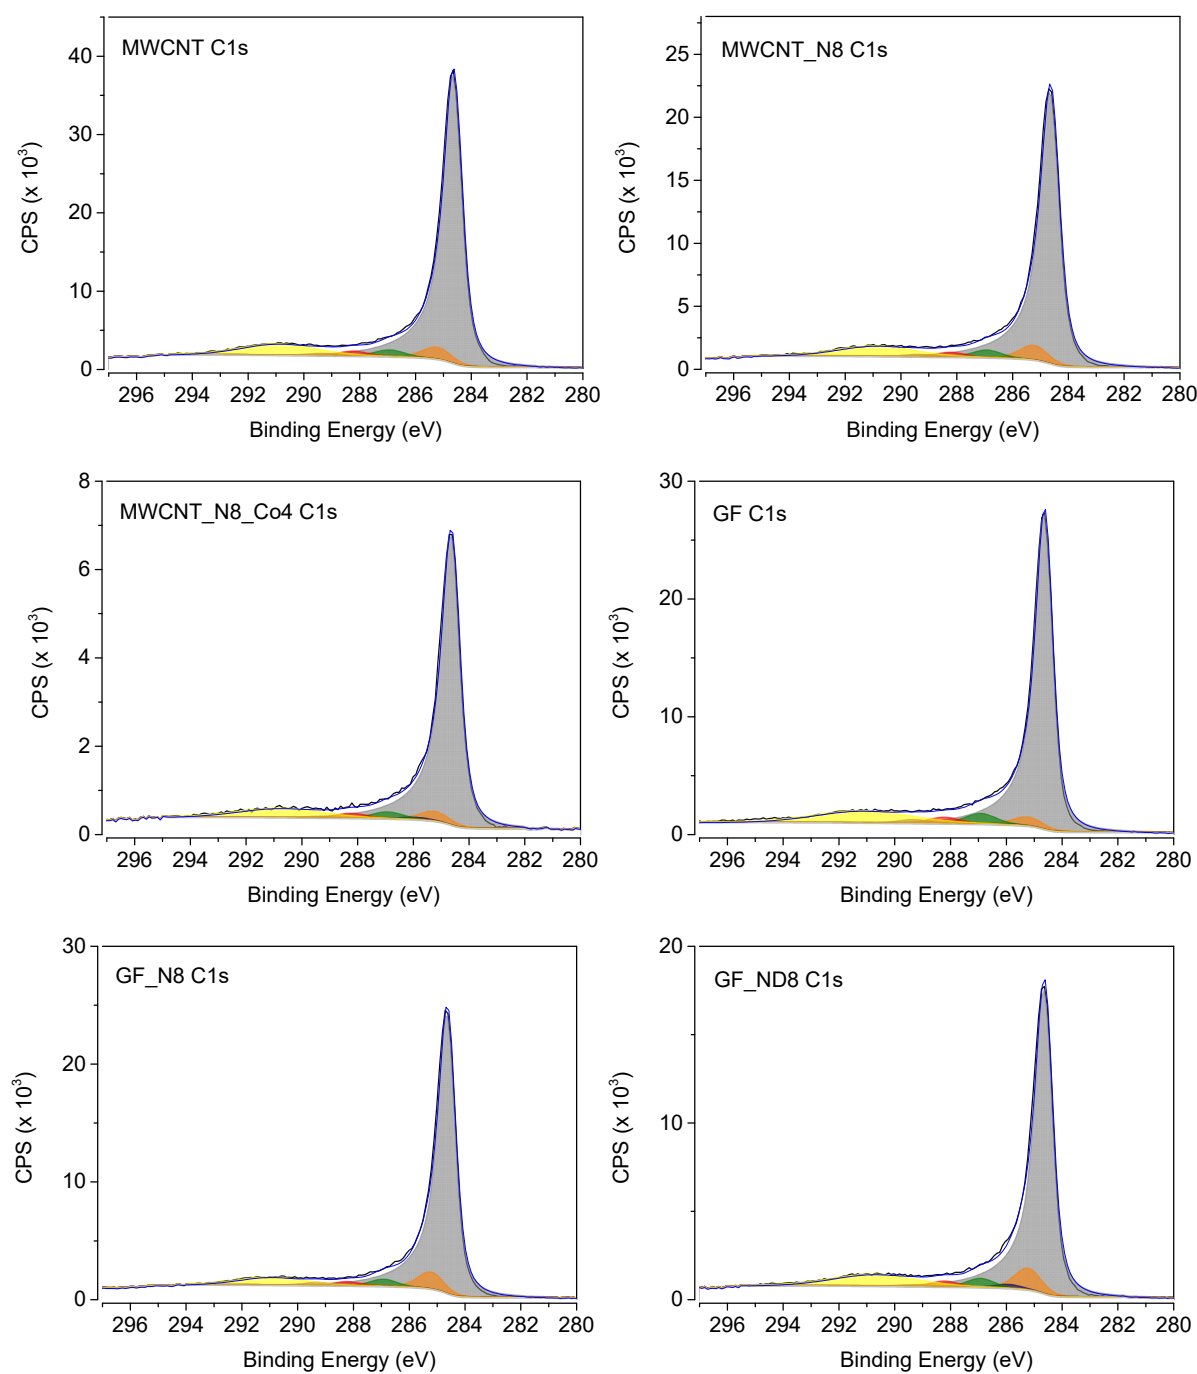 MWCNT C1s
CPS (x 10³)
40
30
20
10
0
296 294 292 290 288 286 284 282 280
Binding Energy (eV)
MWCNT_N8 C1s
CPS (x 10³)
25
20
15
10
5
0
296 294 292 290 288 286 284 282 280
Binding Energy (eV)
MWCNT_N8_Co4 C1s
CPS (x 10³)
8
6
4
2
0
296 294 292 290 288 286 284 282 280
Binding Energy (eV)
GF C1s
CPS (x 10³)
30
20
10
0
296 294 292 290 288 286 284 282 280
Binding Energy (eV)
GF_N8 C1s
CPS (x 10³)
30
20
10
0
296 294 292 290 288 286 284 282 280
Binding Energy (eV)
GF_ND8 C1s
CPS (x 10³)
20
10
0
296 294 292 290 288 286 284 282 280
Binding Energy (eV)